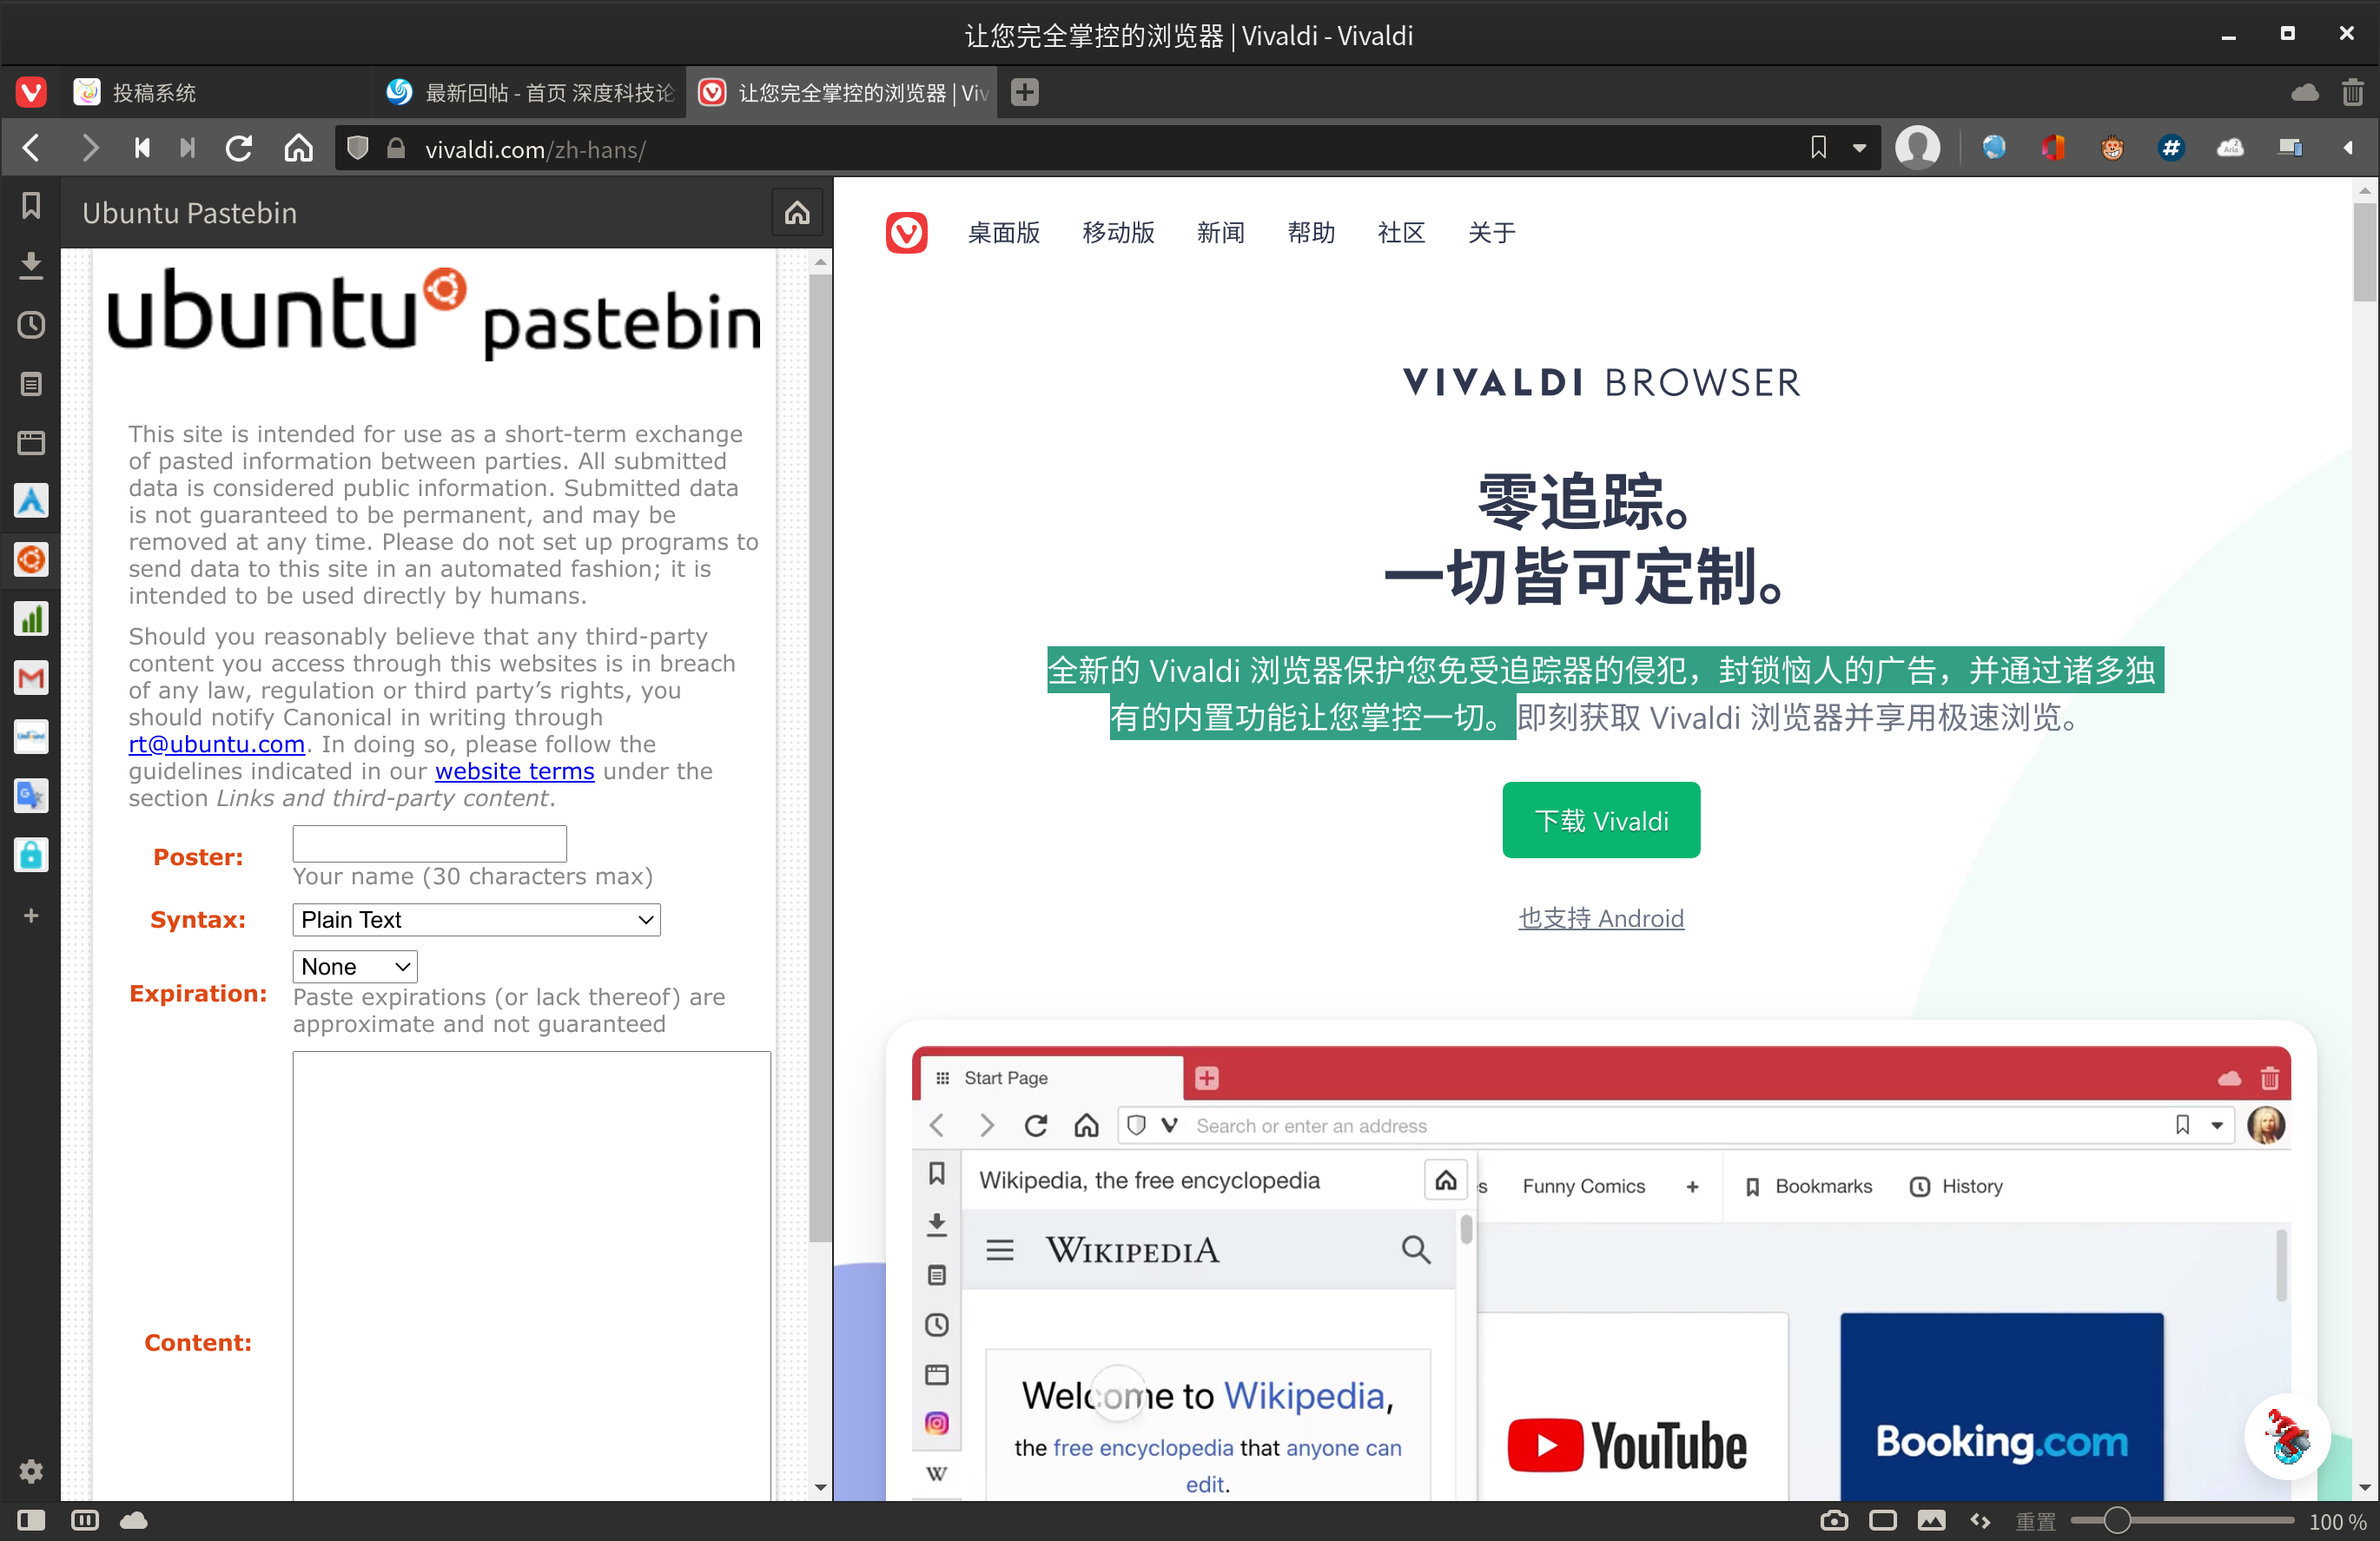 让您完全掌控的浏览器 | Vivaldi - Vivaldi
投稿系统
最新回帖 - 首页 深度科技论
让您完全掌控的浏览器 | Viv
vivaldi.com/zh-hans/
Ubuntu Pastebin
ubuntu pastebin
This site is intended for use as a short-term exchange
of pasted information between parties. All submitted
data is considered public information. Submitted data
is not guaranteed to be permanent, and may be
removed at any time. Please do not set up programs to
send data to this site in an automated fashion; it is
intended to be used directly by humans.
Should you reasonably believe that any third-party
content you access through this websites is in breach
of any law, regulation or third party’s rights, you
should notify Canonical in writing through
rt@ubuntu.com. In doing so, please follow the
guidelines indicated in our website terms under the
section Links and third-party content.
Poster:
Your name (30 characters max)
Syntax:
Plain Text
None
Expiration:
Paste expirations (or lack thereof) are
approximate and not guaranteed
Content:
桌面版 移动版 新闻 帮助 社区 关于
VIVALDI BROWSER
零追踪。
一切皆可定制。
全新的 Vivaldi 浏览器保护您免受追踪器的侵犯，封锁恼人的广告，并通过诸多独
有的内置功能让您掌控一切。即刻获取 Vivaldi 浏览器并享用极速浏览。
下载 Vivaldi
也支持 Android
Start Page
Search or enter an address
Wikipedia, the free encyclopedia
s Funny Comics + Bookmarks History
WIKIPEDIA
Welcome to Wikipedia,
the free encyclopedia that anyone can
edit.
W
YouTube
Booking.com
重置
100 %